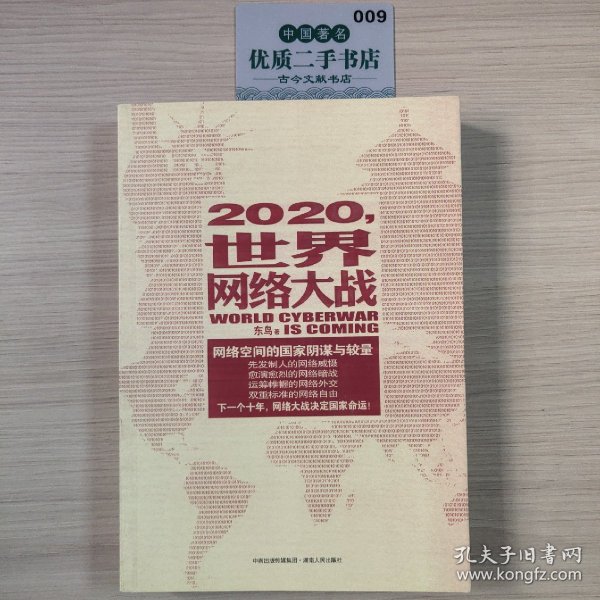 009
中国著名
优质二手书店
古今文献书店
2020,
世界
网络大战
WORLD CYBERWAR
东鸟 著 IS COMING
网络空间的国家阴谋与较量
先发制人的网络威慑
愈演愈烈的网络暗战
运筹帷幄的网络外交
双重标准的网络自由
下一个十年,网络大战决定国家命运!
中南出版传媒集团·湖南人民出版社
孔夫子旧书网
www.kongfz.com